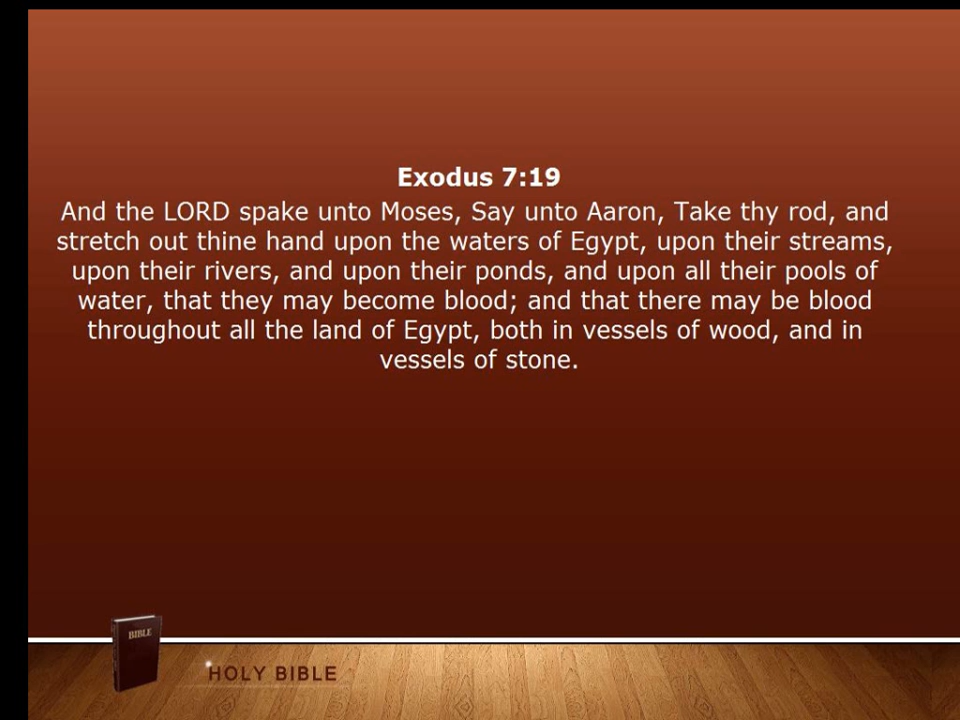 Exodus 7:19
And the LORD spake unto Moses, Say unto Aaron, Take thy rod, and
stretch out thine hand upon the waters of Egypt, upon their streams,
upon their rivers, and upon their ponds, and upon all their pools of
water, that they may become blood; and that there may be blood
throughout all the land of Egypt, both in vessels of wood, and in
vessels of stone.
BIBLE
HOLY BIBLE